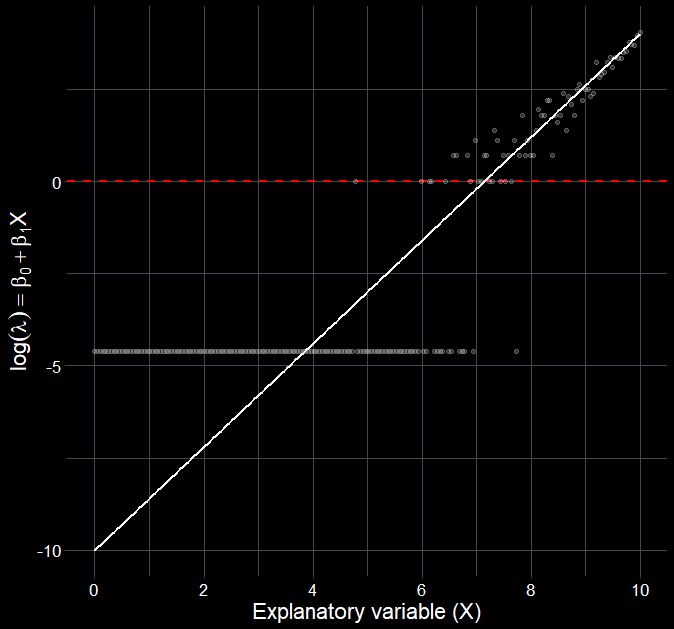 log(λ) = β₀ + β₁X
0
-5
-10
0 2 4 6 8 10
Explanatory variable (X)